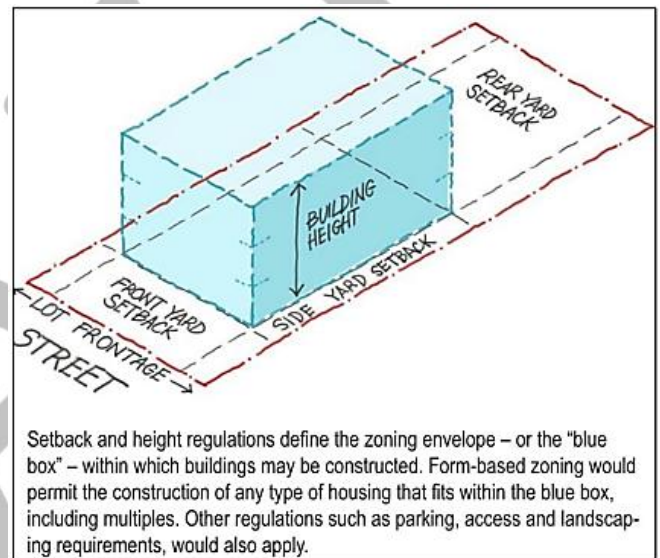 REAR YARD
SETBACK
BUILDING
HEIGHT
SIDE YARD SETBACK
FRONT YARD
SETBACK
LOT FRONTAGE
STREET
Setback and height regulations define the zoning envelope – or the “blue
box” – within which buildings may be constructed. Form-based zoning would
permit the construction of any type of housing that fits within the blue box,
including multiples. Other regulations such as parking, access and landscap-
ing requirements, would also apply.